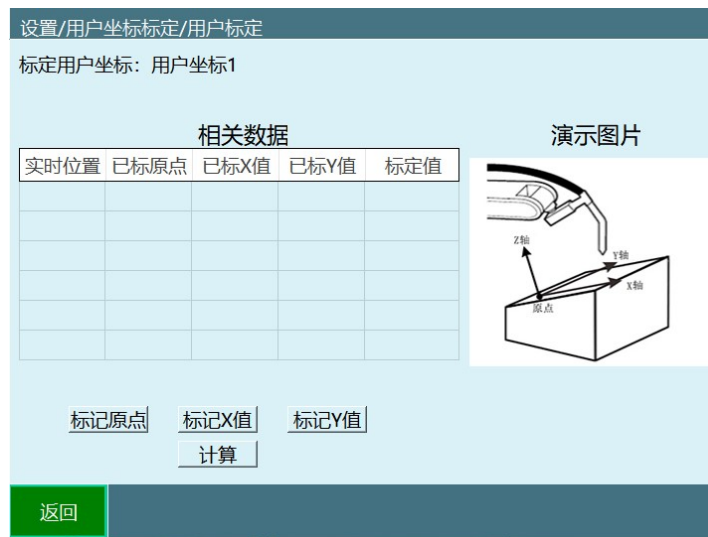 设置/用户坐标标定/用户标定
标定用户坐标：用户坐标1
相关数据
演示图片
实时位置 已标原点 已标X值 已标Y值 标定值
Z轴
Y轴
X轴
原点
标记原点 标记X值 标记Y值
计算
返回